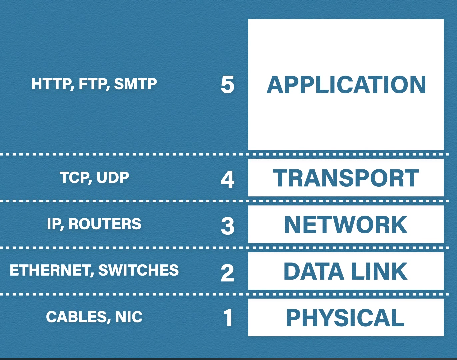 HTTP, FTP, SMTP 5 APPLICATION
TCP, UDP 4 TRANSPORT
IP, ROUTERS 3 NETWORK
ETHERNET, SWITCHES 2 DATA LINK
CABLES, NIC 1 PHYSICAL